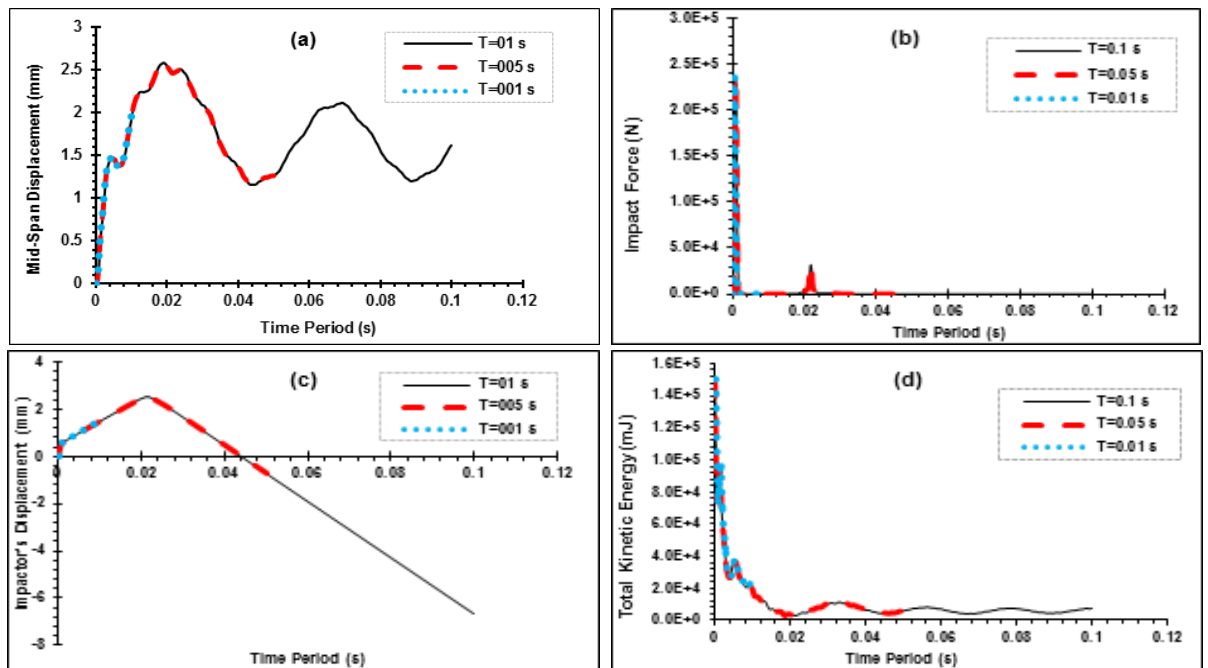 (a)
T=01 s
T=005 s
T=001 s
Mid-Span Displacement (mm)
3
2.5
2
1.5
1
0.5
0
0 0.02 0.04 0.06 0.08 0.1 0.12
Time Period (s)
(b)
T=0.1 s
T=0.05 s
T=0.01 s
Impact Force (N)
3.0E+5
2.5E+5
2.0E+5
1.5E+5
1.0E+5
5.0E+4
0.0E+0
0 0.02 0.04 0.06 0.08 0.1 0.12
Time Period (s)
(c)
T=01 s
T=005 s
T=001 s
Impactor's Displacement (mm)
4
2
0
-2
-4
-6
-8
0 0.02 0.04 0.06 0.08 0.1 0.12
Time Period (s)
(d)
T=0.1 s
T=0.05 s
T=0.01 s
Total Kinetic Energy (mJ)
1.6E+5
1.4E+5
1.2E+5
1.0E+5
8.0E+4
6.0E+4
4.0E+4
2.0E+4
0.0E+0
0 0.02 0.04 0.06 0.08 0.1 0.12
Time Period (s)